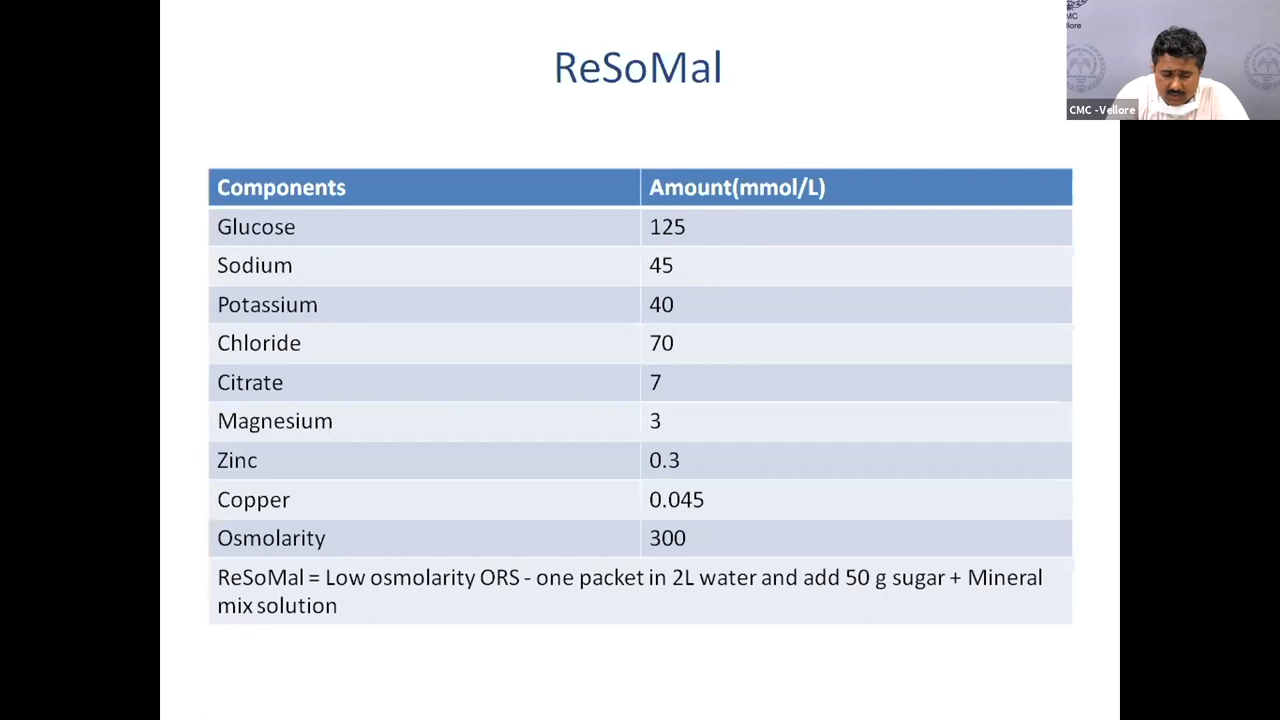 ReSoMal
MC
llore
CMC -Vellore
Components Amount(mmol/L)
Glucose 125
Sodium 45
Potassium 40
Chloride 70
Citrate 7
Magnesium 3
Zinc 0.3
Copper 0.045
Osmolarity 300
ReSoMal = Low osmolarity ORS - one packet in 2L water and add 50 g sugar + Mineral
mix solution